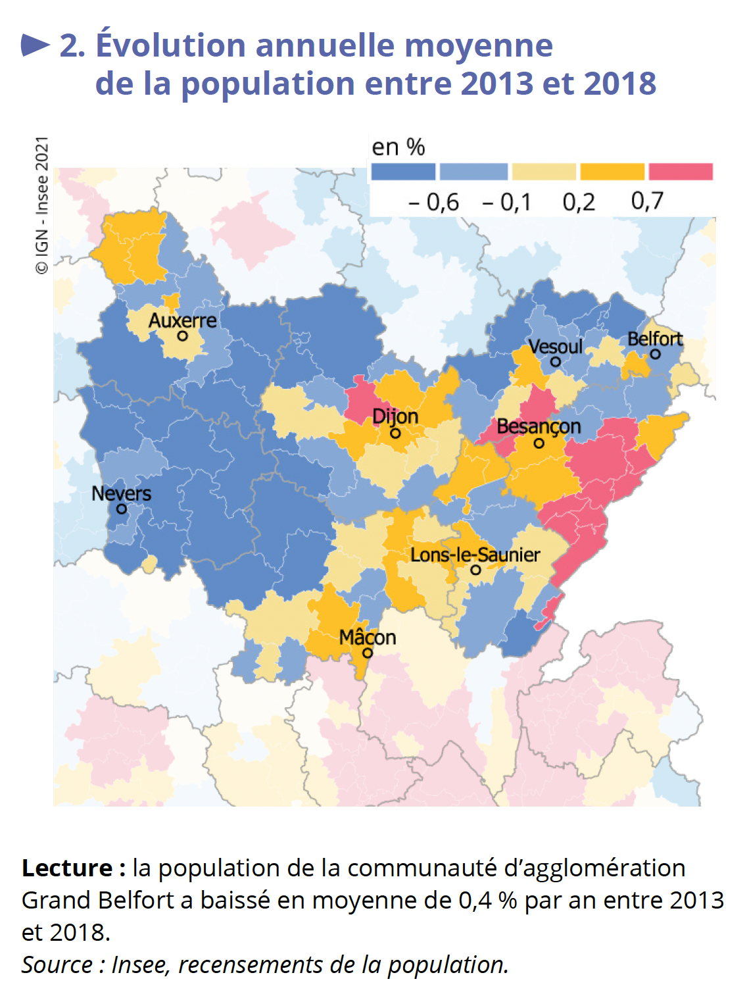 2. Évolution annuelle moyenne
de la population entre 2013 et 2018
© IGN - Insee 2021
en %
– 0,6 – 0,1 0,2 0,7
Auxerre
Vesoul
Belfort
Dijon
Besançon
Nevers
Lons-le-Saunier
Mâcon
Lecture : la population de la communauté d’agglomération
Grand Belfort a baissé en moyenne de 0,4 % par an entre 2013
et 2018.
Source : Insee, recensements de la population.